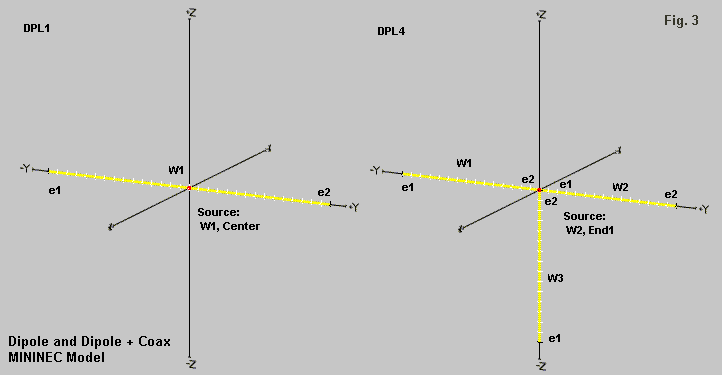 DPL1
+Z
-Y
W1
e1
e2
+Y
Source:
W1, Center
-Z
Dipole and Dipole + Coax
MININEC Model
Fig. 3
DPL4
+Z
-Y
W1
e1
e2
e1
W2
e2
e2
+Y
Source:
W2, End1
W3
e1
-Z